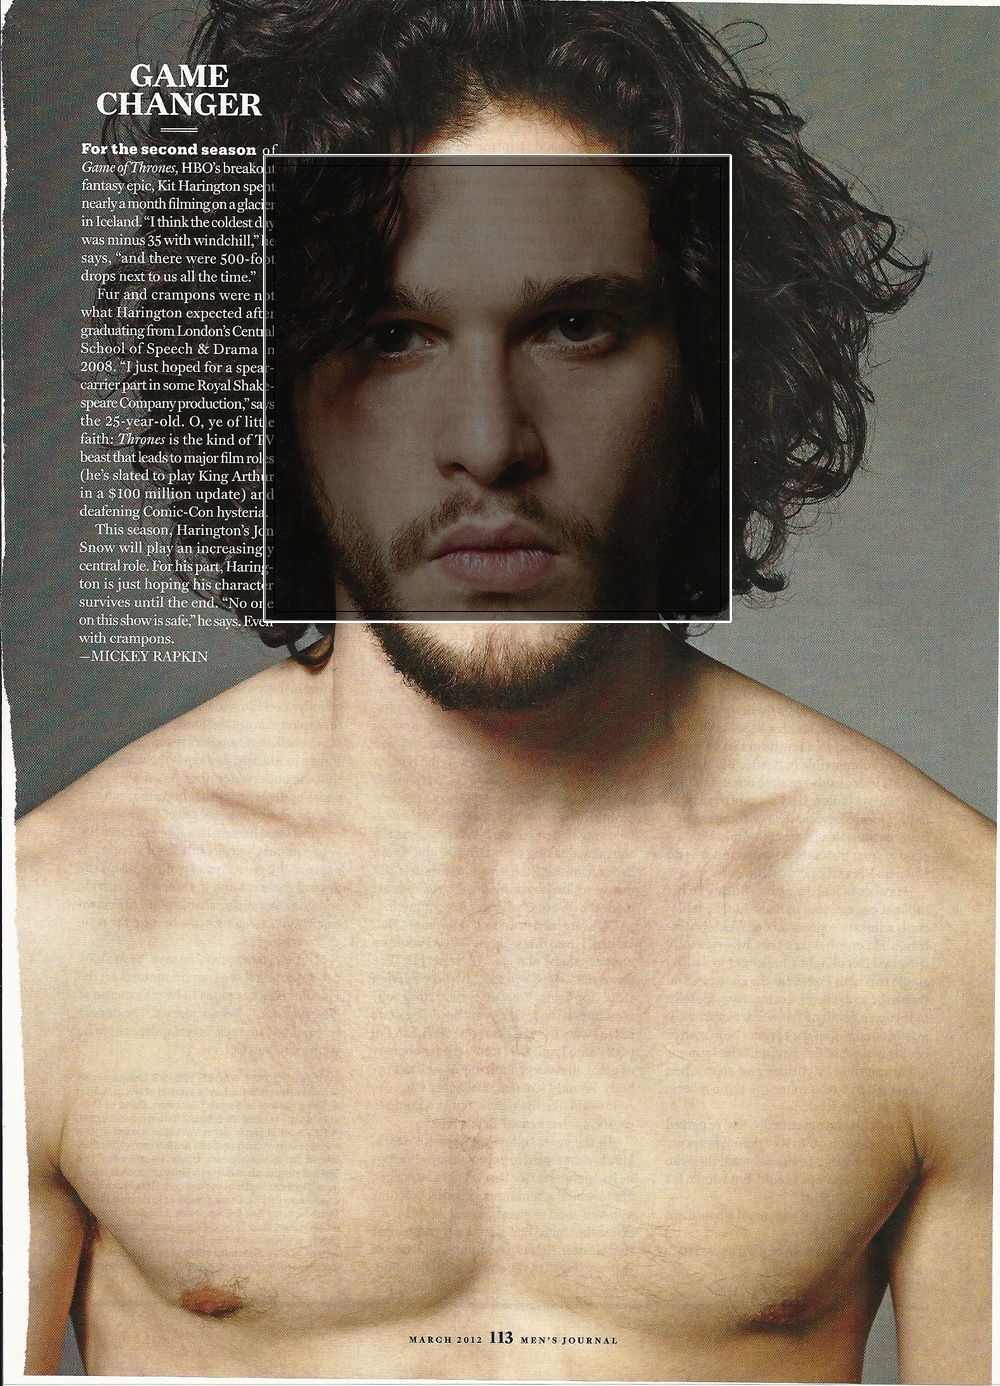 GAME
CHANGER
For the second season of
Game of Thrones, HBO's breakout
fantasy epic, Kit Harington spent
nearly a month filming on a glacier
in Iceland. “I think the coldest day
was minus 35 with windchill,” he
says, “and there were 500-foot
drops next to us all the time.”
Fur and crampons were not
what Harington expected after
graduating from London's Central
School of Speech & Drama in
2008. “I just hoped for a spear-
carrier part in some Royal Shake-
speare Company production,” says
the 25-year-old. O, ye of little
faith: Thrones is the kind of TV
beast that leads to major film roles
(he's slated to play King Arthur
in a $100 million update) and
deafening Comic-Con hysteria.
This season, Harington's Jon
Snow will play an increasingly
central role. For his part, Haring-
ton is just hoping his character
survives until the end. “No one
on this show is safe,” he says. Even
with crampons.
—MICKEY RAPKIN
MARCH 2012 113 MEN'S JOURNAL